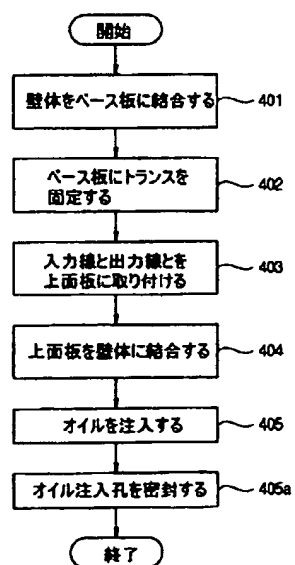 開始
壁体をベース板に結合する
401
ベース板にトランスを
固定する
402
入力線と出力線とを
上面板に取り付ける
403
上面板を壁体に結合する
404
オイルを注入する
405
オイル注入孔を密封する
405a
終了